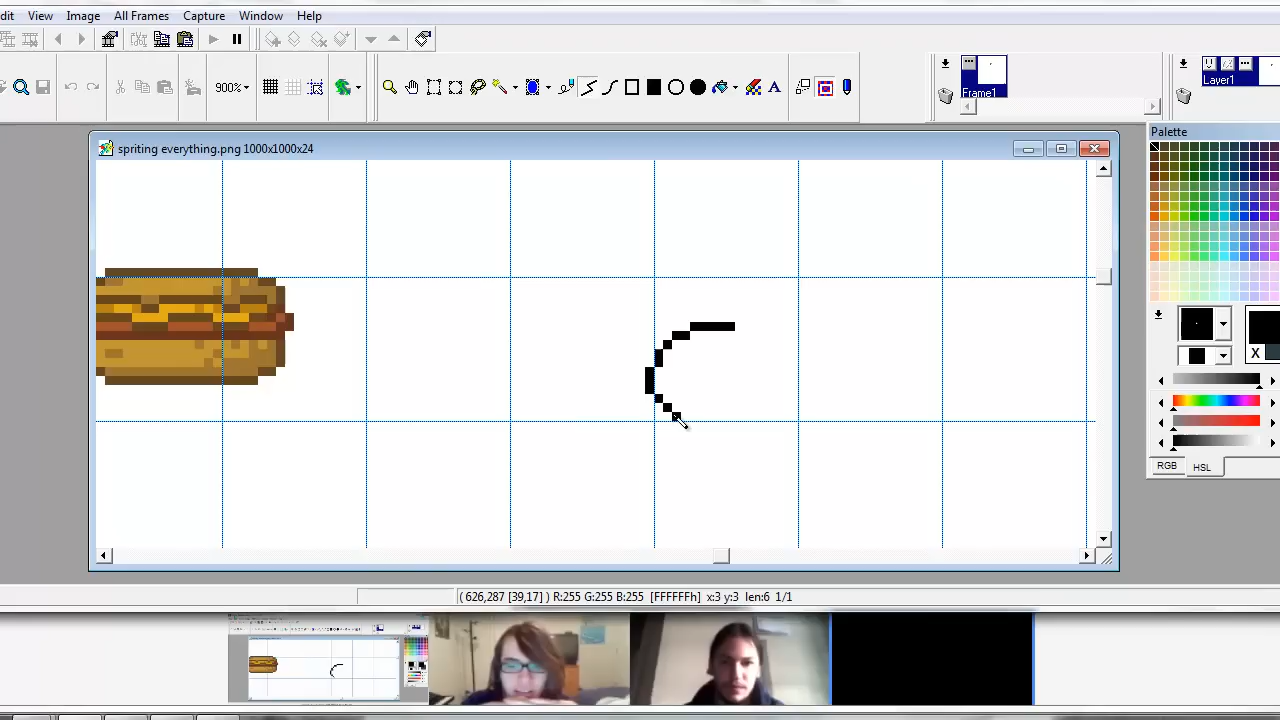 dit View Image All Frames Capture Window Help
900%
A
Frame1
Layer1
spriting everything.png 1000x1000x24
Palette
X
RGB HSL
( 626,287 [39,17] ) R:255 G:255 B:255 [FFFFFFh] x:3 y:3 len:6 1/1